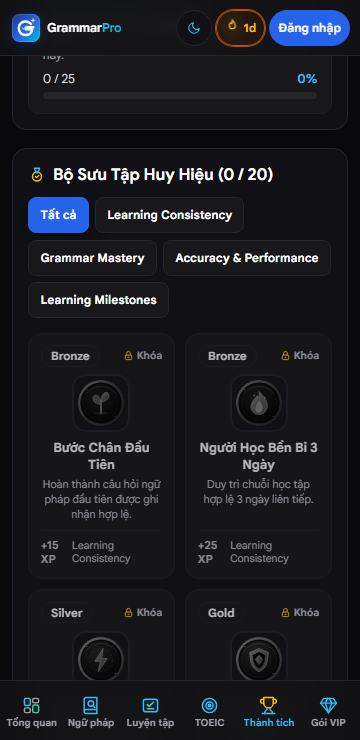 GrammarPro
1d
Đăng nhập
này.
0 / 25
0%
Bộ Sưu Tập Huy Hiệu (0 / 20)
Tất cả
Learning Consistency
Grammar Mastery
Accuracy & Performance
Learning Milestones
Bronze
Khóa
Bước Chân Đầu
Tiên
Hoàn thành câu hỏi ngữ
pháp đầu tiên được ghi
nhận hợp lệ.
+15
XP
Learning
Consistency
Bronze
Khóa
Người Học Bền Bỉ 3
Ngày
Duy trì chuỗi học tập
hợp lệ 3 ngày liên tiếp.
+25
XP
Learning
Consistency
Silver
Khóa
Gold
Khóa
Tổng quan
Ngữ pháp
Luyện tập
TOEIC
Thành tích
Gói VIP